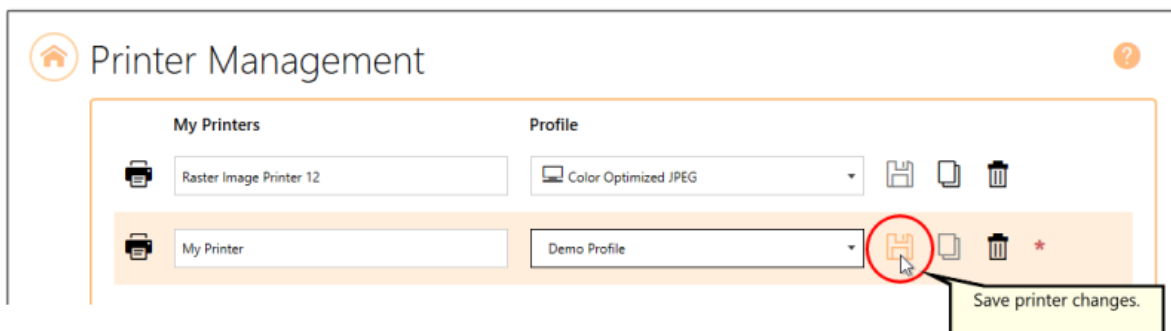 Printer Management
?
My Printers Profile
Raster Image Printer 12 Color Optimized JPEG
My Printer Demo Profile *
Save printer changes.